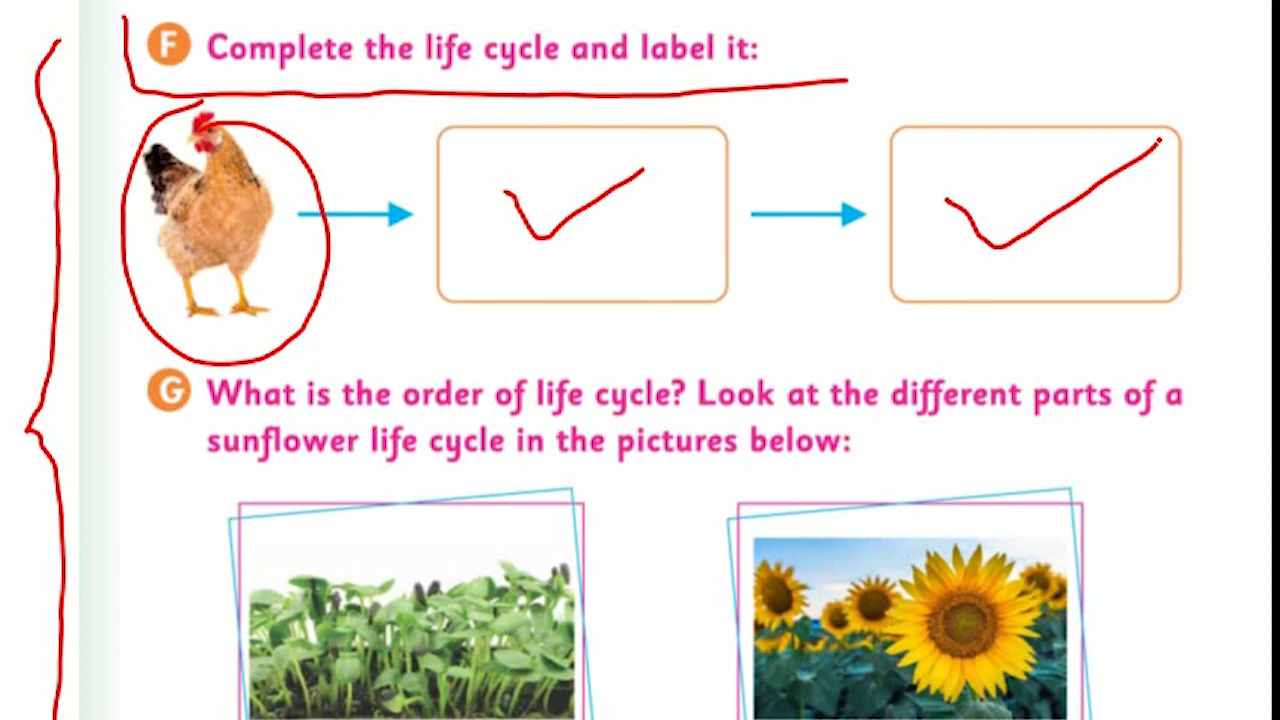 F Complete the life cycle and label it:
G What is the order of life cycle? Look at the different parts of a
sunflower life cycle in the pictures below: